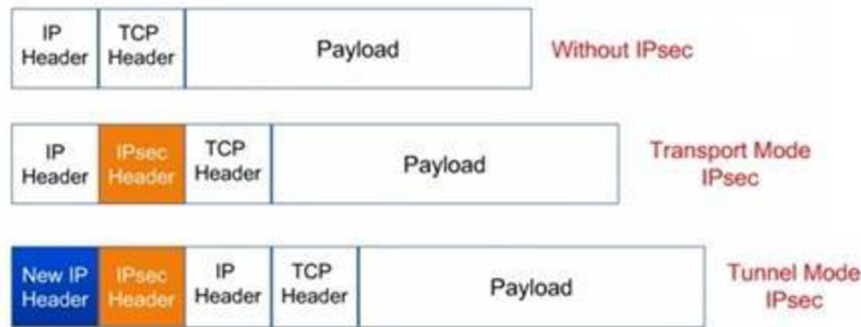 IP Header
TCP Header
Payload
Without IPsec
IP Header
IPsec Header
TCP Header
Payload
Transport Mode
IPsec
New IP Header
IPsec Header
IP Header
TCP Header
Payload
Tunnel Mode
IPsec